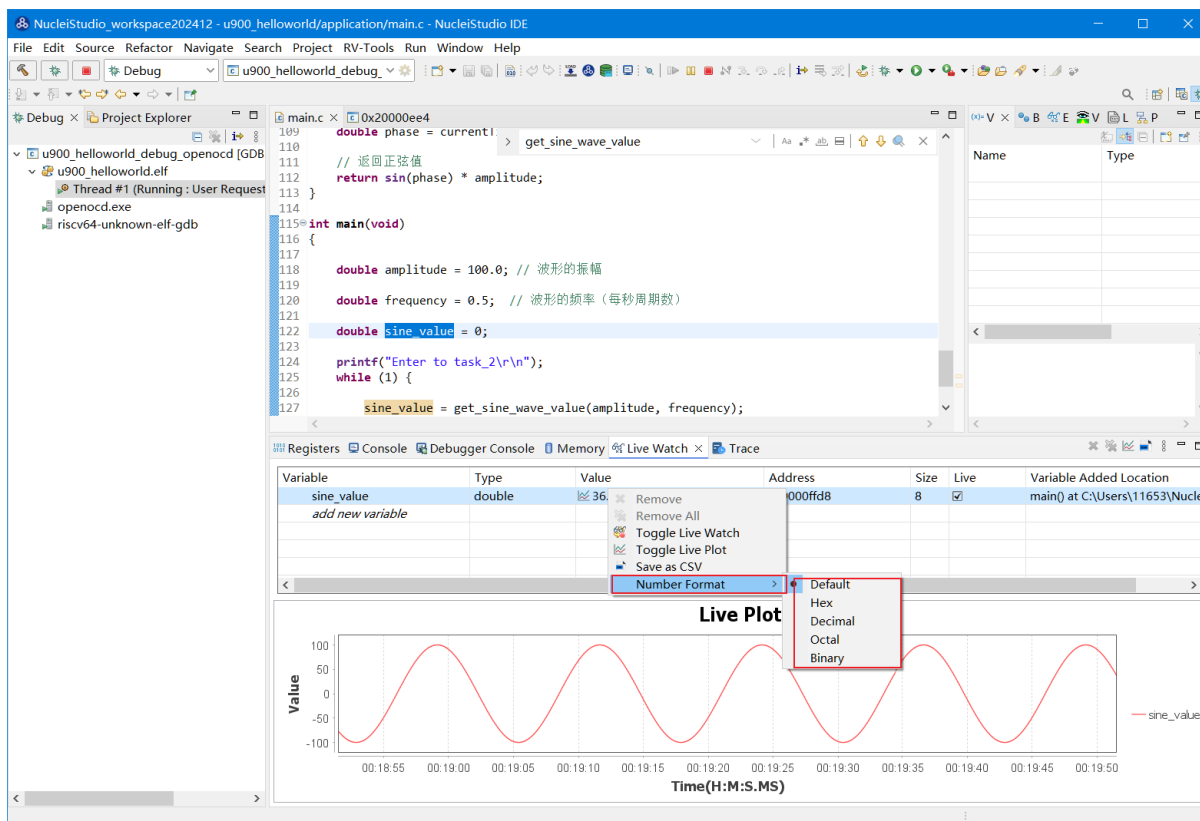 NucleiStudio_workspace202412 - u900_helloworld/application/main.c - NucleiStudio IDE
File Edit Source Refactor Navigate Search Project RV-Tools Run Window Help
Debug
u900_helloworld_debug_
Debug
Project Explorer
u900_helloworld_debug_openocd [GDB
u900_helloworld.elf
Thread #1 (Running : User Request
openocd.exe
riscv64-unknown-elf-gdb
main.c
0x20000ee4
get_sine_wave_value
Aa
109 double phase = currentT
110
111 // 返回正弦值
112 return sin(phase) * amplitude;
113 }
114
115 int main(void)
116 {
117
118 double amplitude = 100.0; // 波形的振幅
119
120 double frequency = 0.5; // 波形的频率（每秒周期数）
121
122 double sine_value = 0;
123
124 printf("Enter to task_2\r\n");
125 while (1) {
126
127 sine_value = get_sine_wave_value(amplitude, frequency);
V B E V L P
Name Type
Registers Console Debugger Console Memory Live Watch Trace
Variable Type Value Address Size Live Variable Added Location
sine_value double 36. 000ffd8 8 main() at C:\Users\11653\Nucle
add new variable
Remove
Remove All
Toggle Live Watch
Toggle Live Plot
Save as CSV
Number Format
Default
Hex
Decimal
Octal
Binary
Live Plot
Value
100
50
0
-50
-100
sine_value
00:18:55 00:19:00 00:19:05 00:19:10 00:19:15 00:19:20 00:19:25 00:19:30 00:19:35 00:19:40 00:19:45 00:19:50
Time(H:M:S.MS)